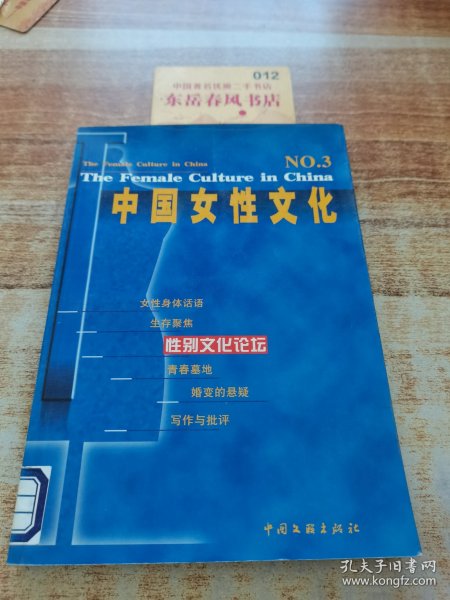 012
中国著名民营二手书店
东岳春风书店
The Female Culture in China
NO.3
The Female Culture in China
中国女性文化
女性身体话语
生存聚焦
性别文化论坛
青春墓地
婚变的悬疑
写作与批评
中国文联出版社
孔夫子旧书网
www.kongfz.com